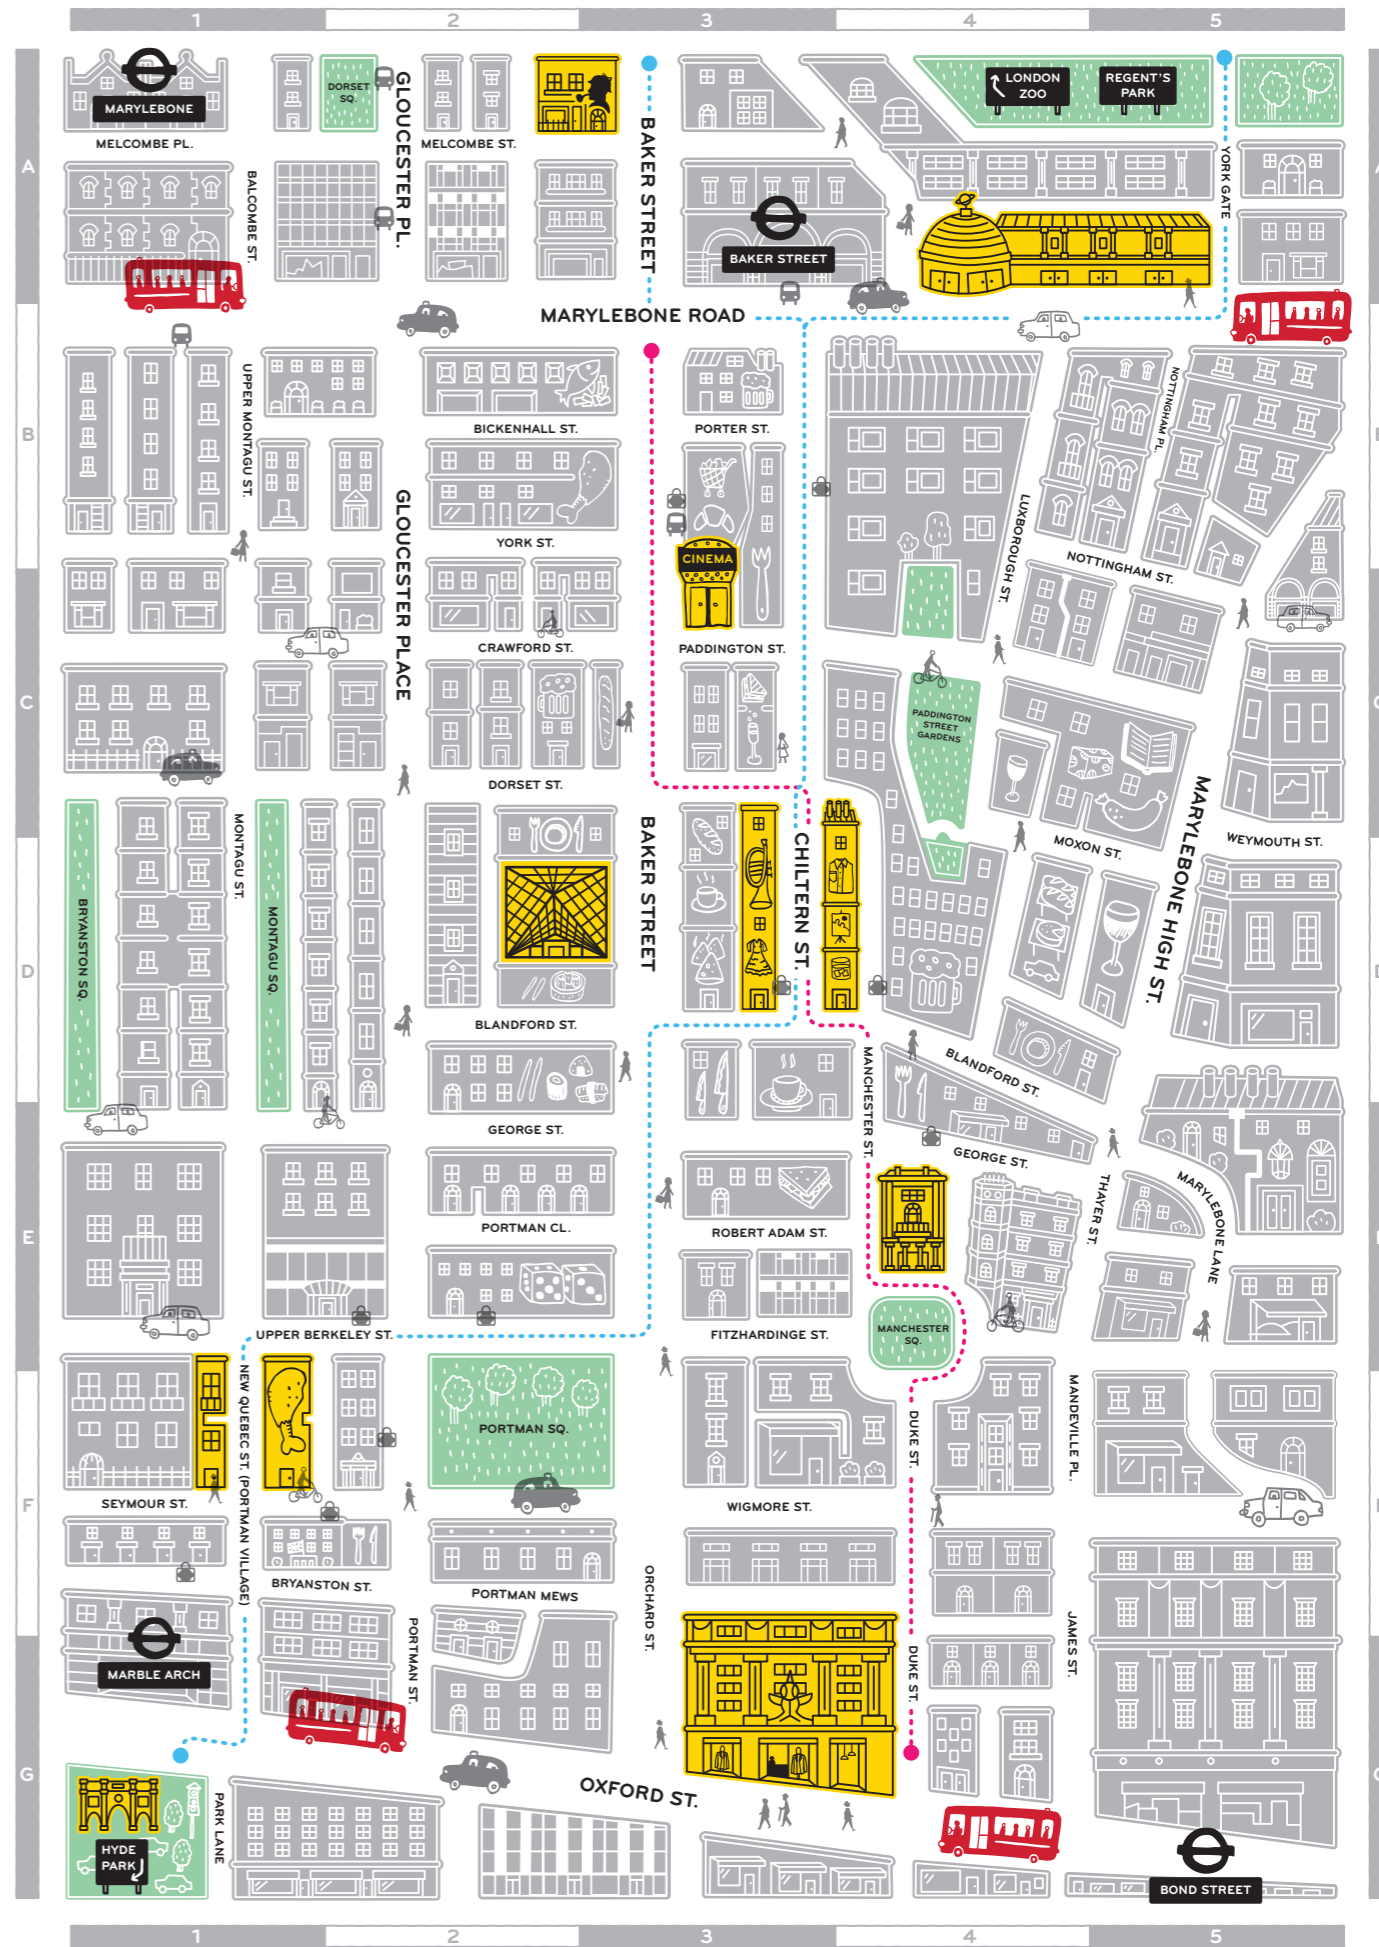 1
2
3
4
5
A
DORSET
SQ.
GLOUCESTER PL.
LONDON
ZOO
REGENT'S
PARK
MARYLEBONE
MELCOMBE PL.
MELCOMBE ST.
BAKER STREET
YORK GATE
BALCOMBE ST.
BAKER STREET
MARYLEBONE ROAD
B
UPPER MONTAGU ST.
NOTTINGHAM PL.
BICKENHALL ST.
PORTER ST.
GLOUCESTER PLACE
LUXBOROUGH ST.
YORK ST.
CINEMA
NOTTINGHAM ST.
C
CRAWFORD ST.
PADDINGTON ST.
PADDINGTON
STREET
GARDENS
DORSET ST.
MARYLEBONE HIGH ST.
MONTAGU ST.
BAKER STREET
CHILTERN ST.
MOXON ST.
WEYMOUTH ST.
D
BRYANSTON SQ.
MONTAGU SQ.
BLANDFORD ST.
MANCHESTER ST.
BLANDFORD ST.
GEORGE ST.
GEORGE ST.
E
THAYER ST.
MARYLEBONE LANE
PORTMAN CL.
ROBERT ADAM ST.
UPPER BERKELEY ST.
FITZHARDINGE ST.
MANCHESTER
SQ.
F
NEW QUEBEC ST. (PORTMAN VILLAGE)
PORTMAN SQ.
DUKE ST.
MANDEVILLE PL.
SEYMOUR ST.
WIGMORE ST.
BRYANSTON ST.
PORTMAN MEWS
ORCHARD ST.
PORTMAN ST.
DUKE ST.
JAMES ST.
MARBLE ARCH
G
OXFORD ST.
PARK LANE
HYDE
PARK
BOND STREET
1
2
3
4
5